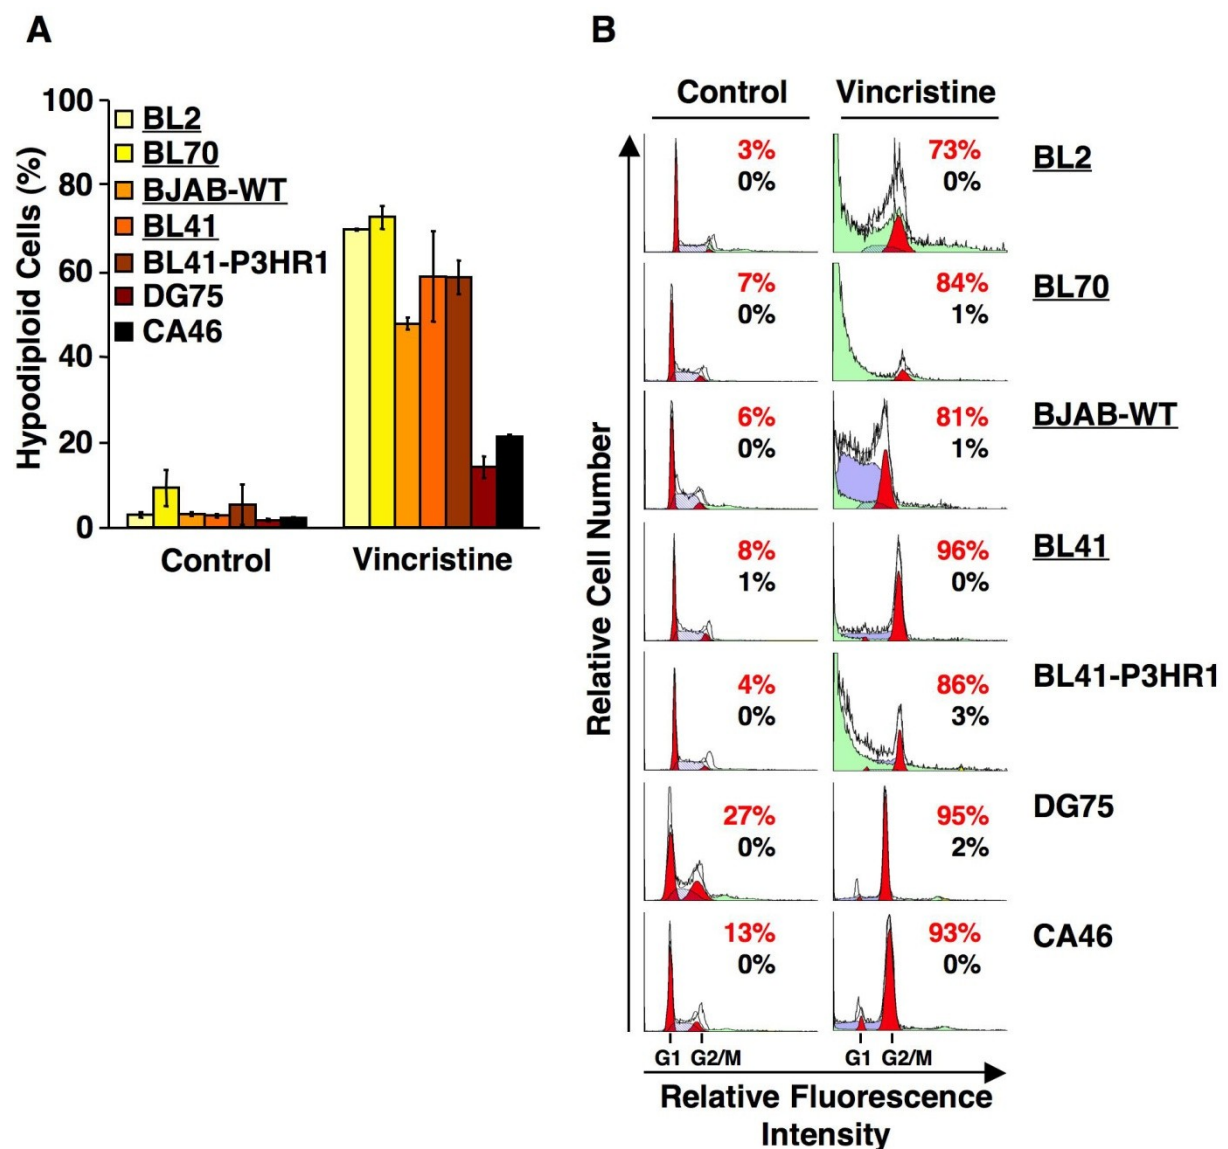 A
Hypodiploid Cells (%)
100
80
60
40
20
0
BL2
BL70
BJAB-WT
BL41
BL41-P3HR1
DG75
CA46
Control
Vincristine
B
Control
Vincristine
Relative Cell Number
3%
0%
73%
0%
BL2
7%
0%
84%
1%
BL70
6%
0%
81%
1%
BJAB-WT
8%
1%
96%
0%
BL41
4%
0%
86%
3%
BL41-P3HR1
27%
0%
95%
2%
DG75
13%
0%
93%
0%
CA46
G1 G2/M
G1 G2/M
Relative Fluorescence
Intensity